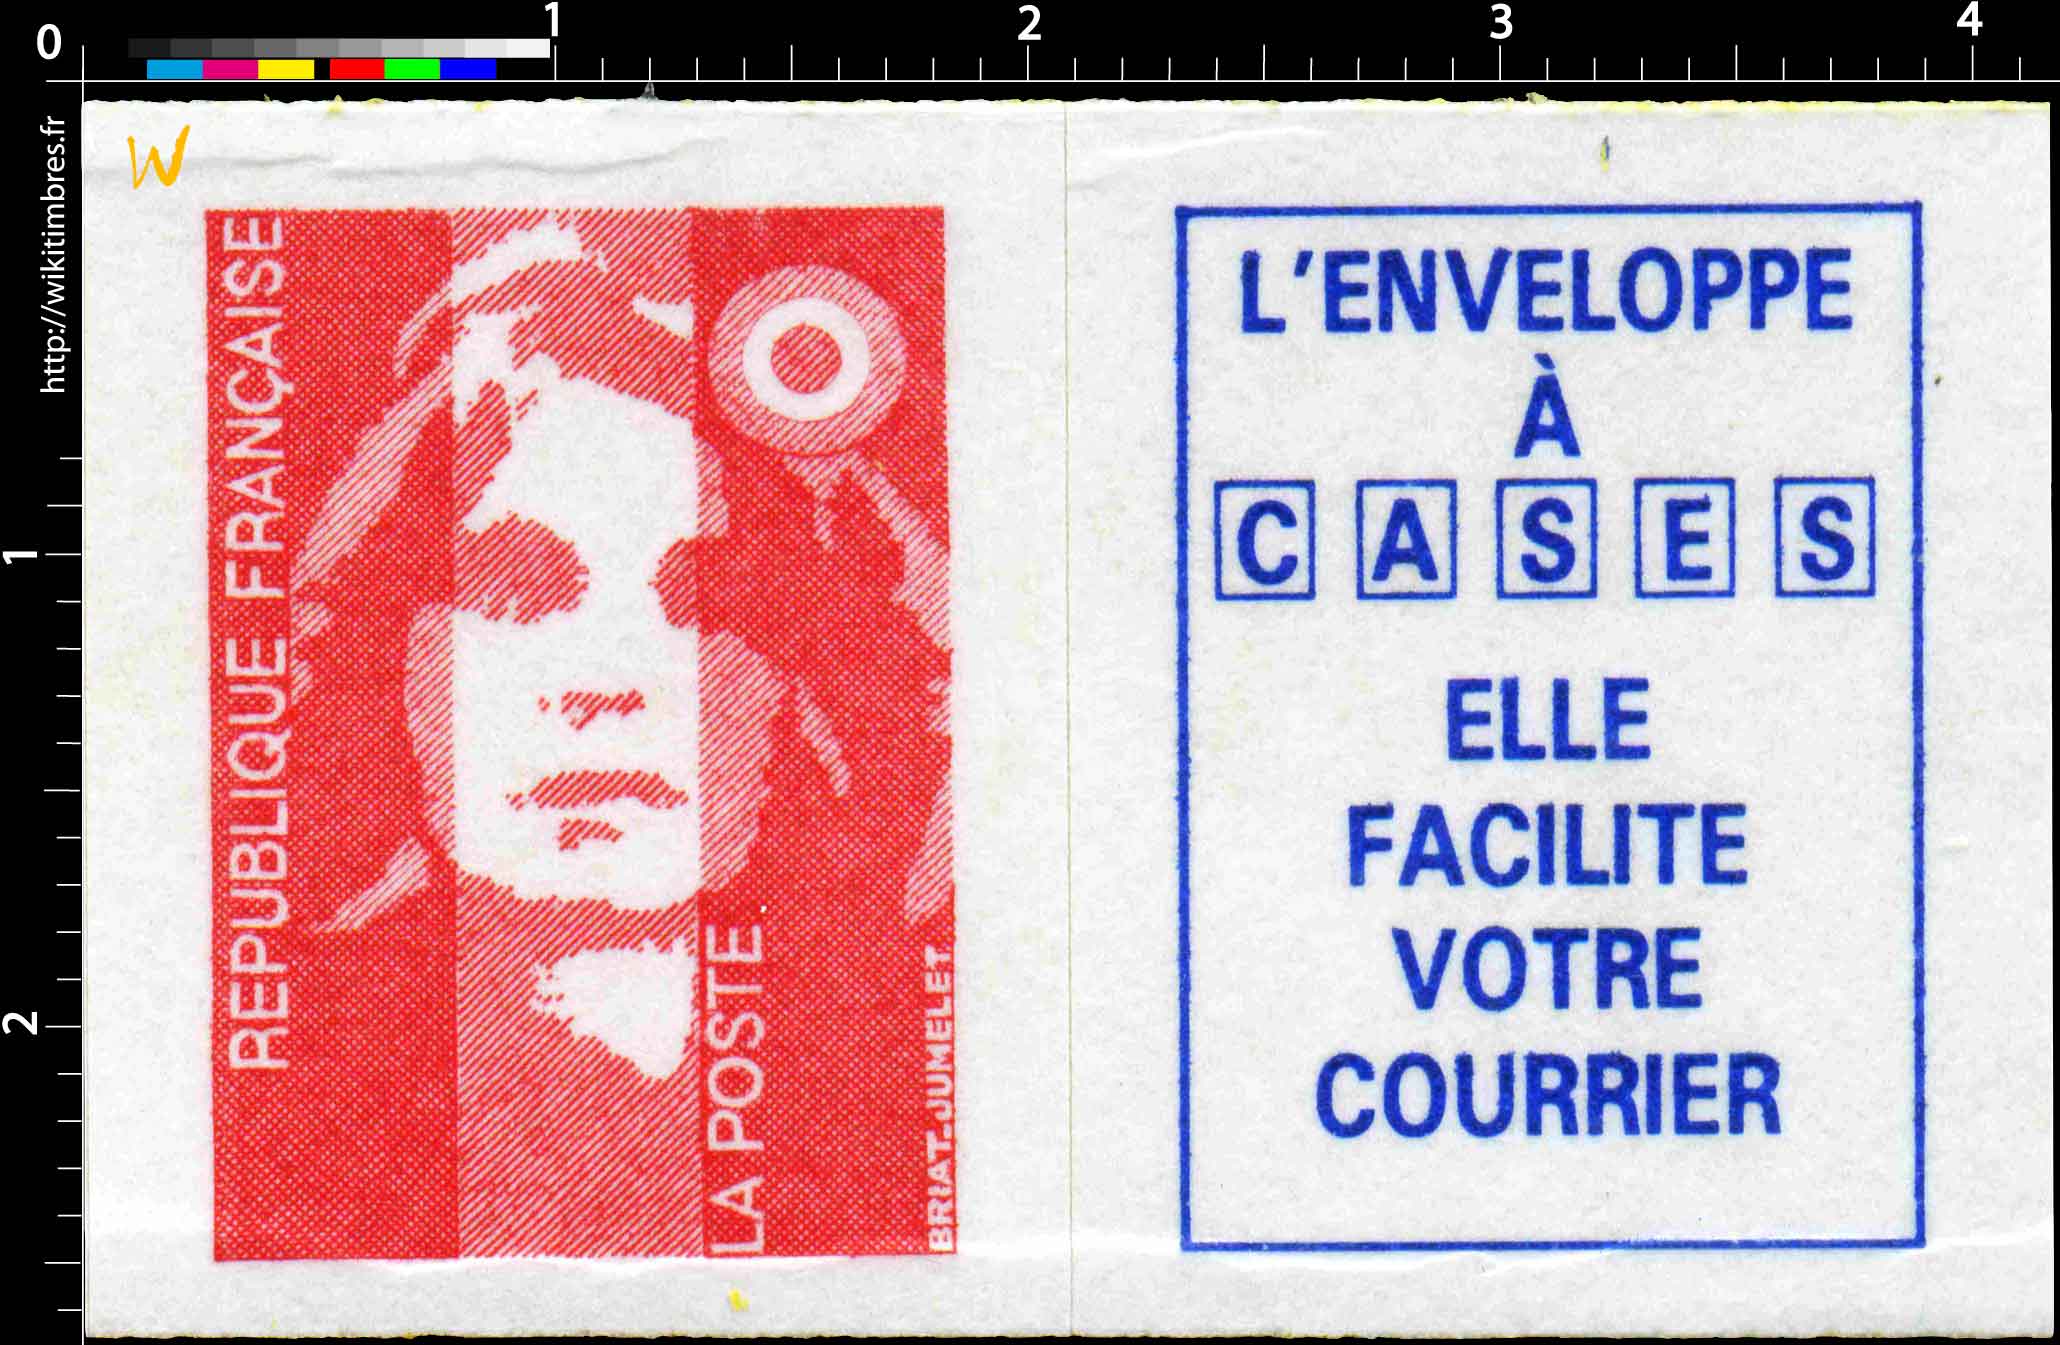 0
1
2
3
4
http://wikitimbres.fr
W
1
2
REPUBLIQUE FRANÇAISE
LA POSTE
BRIAT-JUMELET
L'ENVELOPPE
À
CASES
ELLE
FACILITE
VOTRE
COURRIER